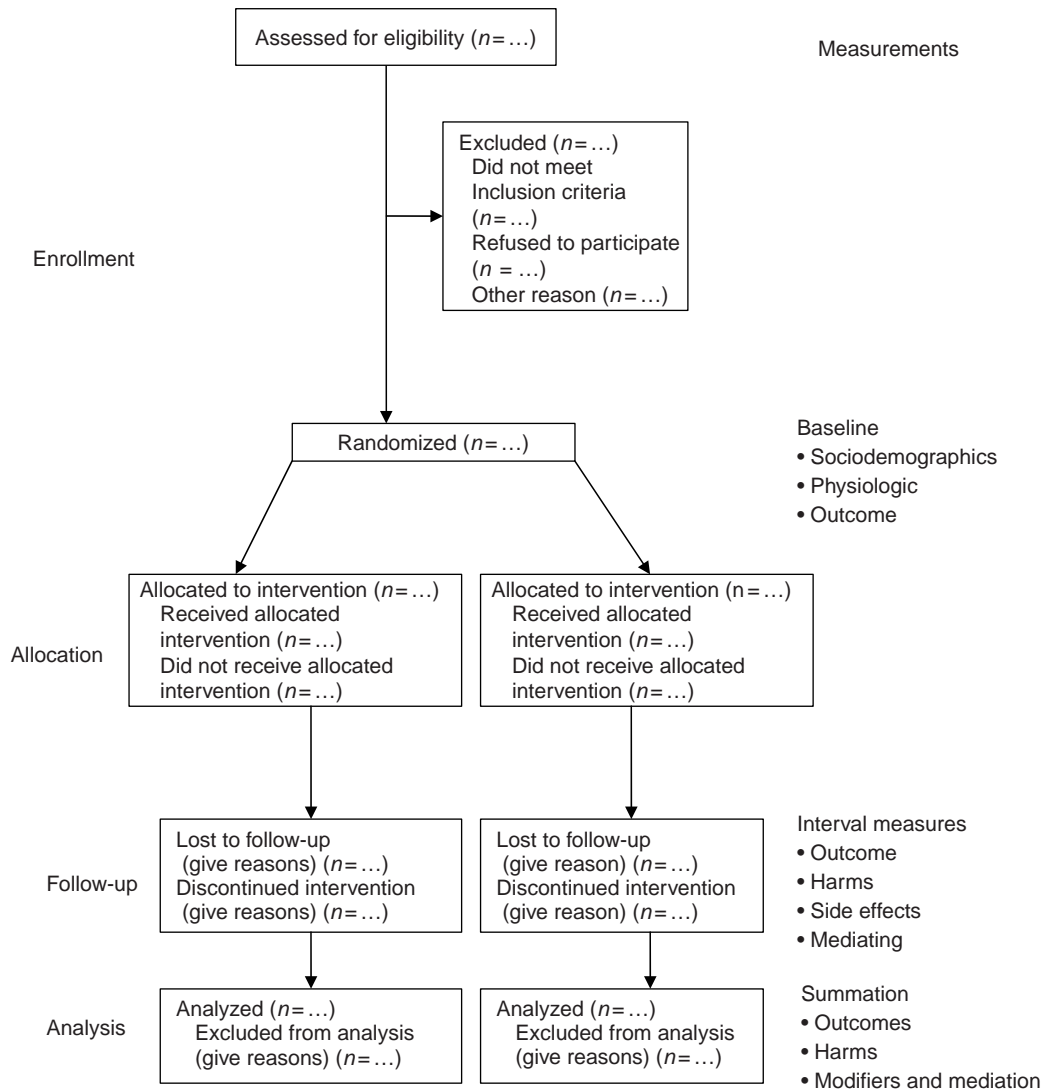 Assessed for eligibility (n=…)
Measurements
Excluded (n=…)
Did not meet
Inclusion criteria
(n=…)
Refused to participate
(n = …)
Other reason (n=…)
Enrollment
Randomized (n=…)
Baseline
• Sociodemographics
• Physiologic
• Outcome
Allocation
Allocated to intervention (n=…)
Received allocated
intervention (n=…)
Did not receive allocated
intervention (n=…)
Allocated to intervention (n=…)
Received allocated
intervention (n=…)
Did not receive allocated
intervention (n=…)
Follow-up
Lost to follow-up
(give reasons) (n=…)
Discontinued intervention
(give reasons) (n=…)
Lost to follow-up
(give reason) (n=…)
Discontinued intervention
(give reason) (n=…)
Interval measures
• Outcome
• Harms
• Side effects
• Mediating
Analysis
Analyzed (n=…)
Excluded from analysis
(give reasons) (n=…)
Analyzed (n=…)
Excluded from analysis
(give reasons) (n=…)
Summation
• Outcomes
• Harms
• Modifiers and mediation